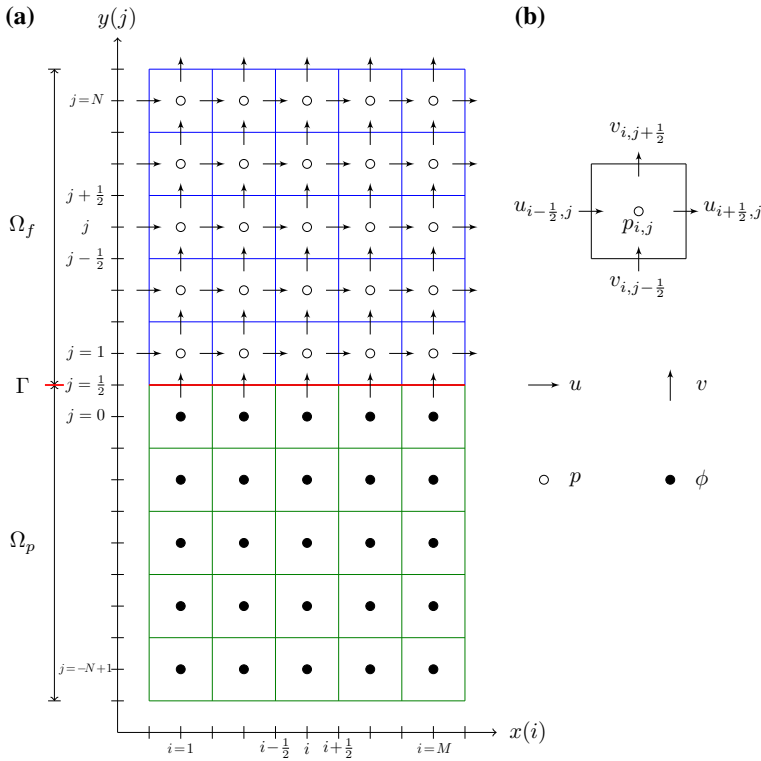 (a)
y(j)
j=N
j + 1/2
j
j − 1/2
j = 1
j = 1/2
j = 0
j=−N+1
Ω_f
Γ
Ω_p
i=1
i−1/2
i
i+1/2
i=M
x(i)
(b)
v_{i,j+1/2}
u_{i−1/2,j}
u_{i+1/2,j}
p_{i,j}
v_{i,j−1/2}
u
v
p
ϕ